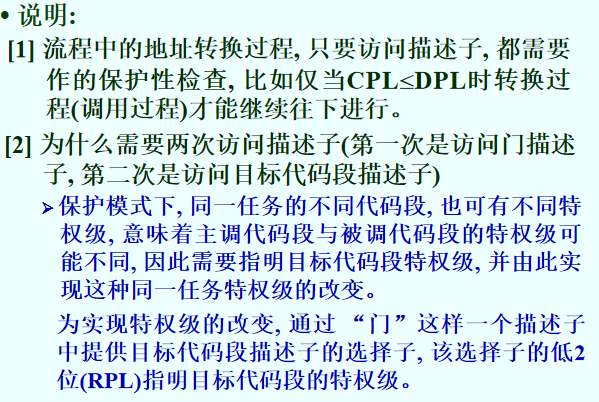 • 说明:
[1] 流程中的地址转换过程, 只要访问描述子, 都需要
作的保护性检查, 比如仅当CPL≤DPL时转换过
程(调用过程)才能继续往下进行。
[2] 为什么需要两次访问描述子(第一次是访问门描述
子, 第二次是访问目标代码段描述子)
➢保护模式下, 同一任务的不同代码段, 也可有不同特
权级, 意味着主调代码段与被调代码段的特权级可
能不同, 因此需要指明目标代码段特权级, 并由此实
现这种同一任务特权级的改变。
为实现特权级的改变, 通过 “门”这样一个描述子
中提供目标代码段描述子的选择子, 该选择子的低2
位(RPL)指明目标代码段的特权级。